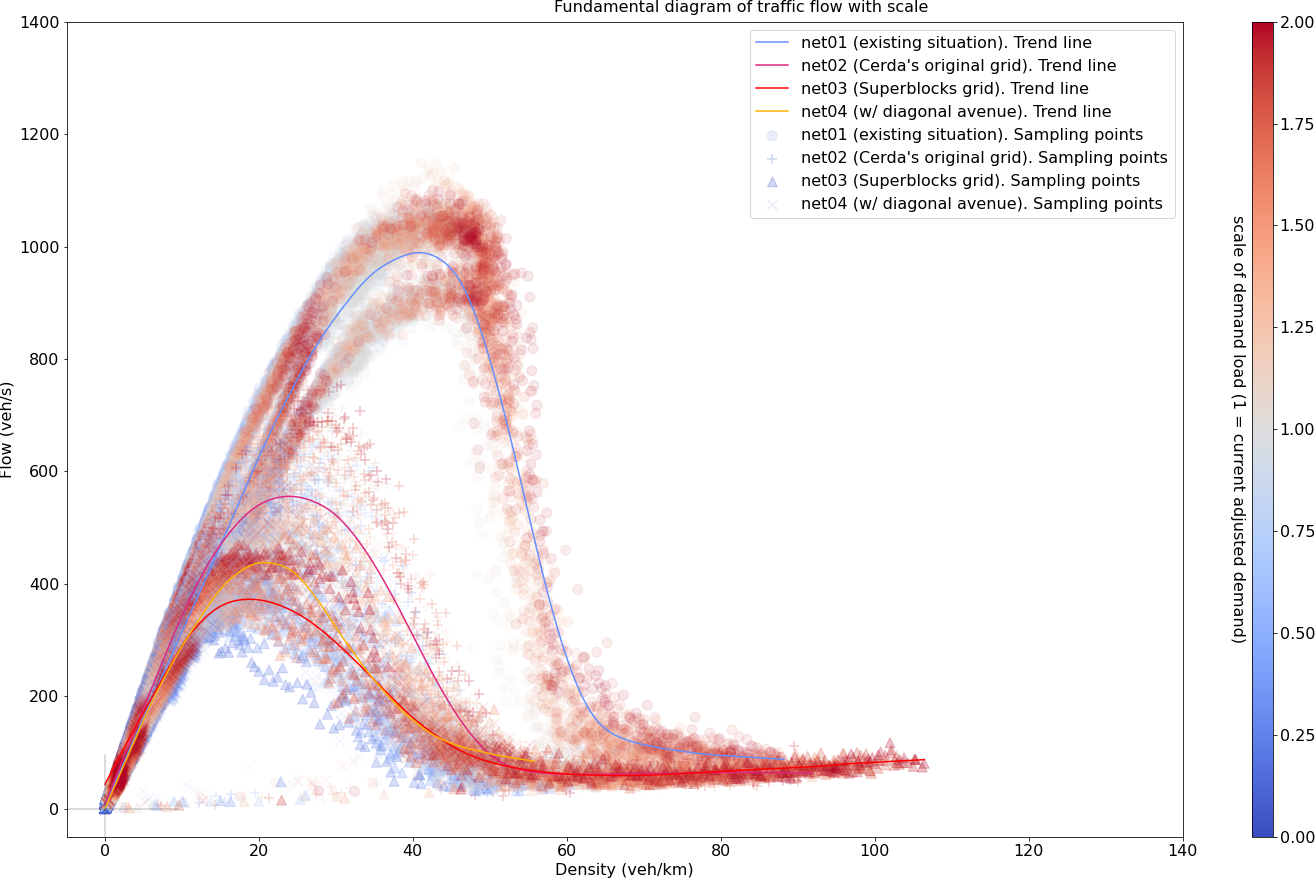 Fundamental diagram of traffic flow with scale
1400
1200
1000
800
600
400
200
0
Flow (veh/s)
0 20 40 60 80 100 120 140
Density (veh/km)
net01 (existing situation). Trend line
net02 (Cerda's original grid). Trend line
net03 (Superblocks grid). Trend line
net04 (w/ diagonal avenue). Trend line
net01 (existing situation). Sampling points
net02 (Cerda's original grid). Sampling points
net03 (Superblocks grid). Sampling points
net04 (w/ diagonal avenue). Sampling points
2.00
1.75
1.50
1.25
1.00
0.75
0.50
0.25
0.00
scale of demand load (1 = current adjusted demand)